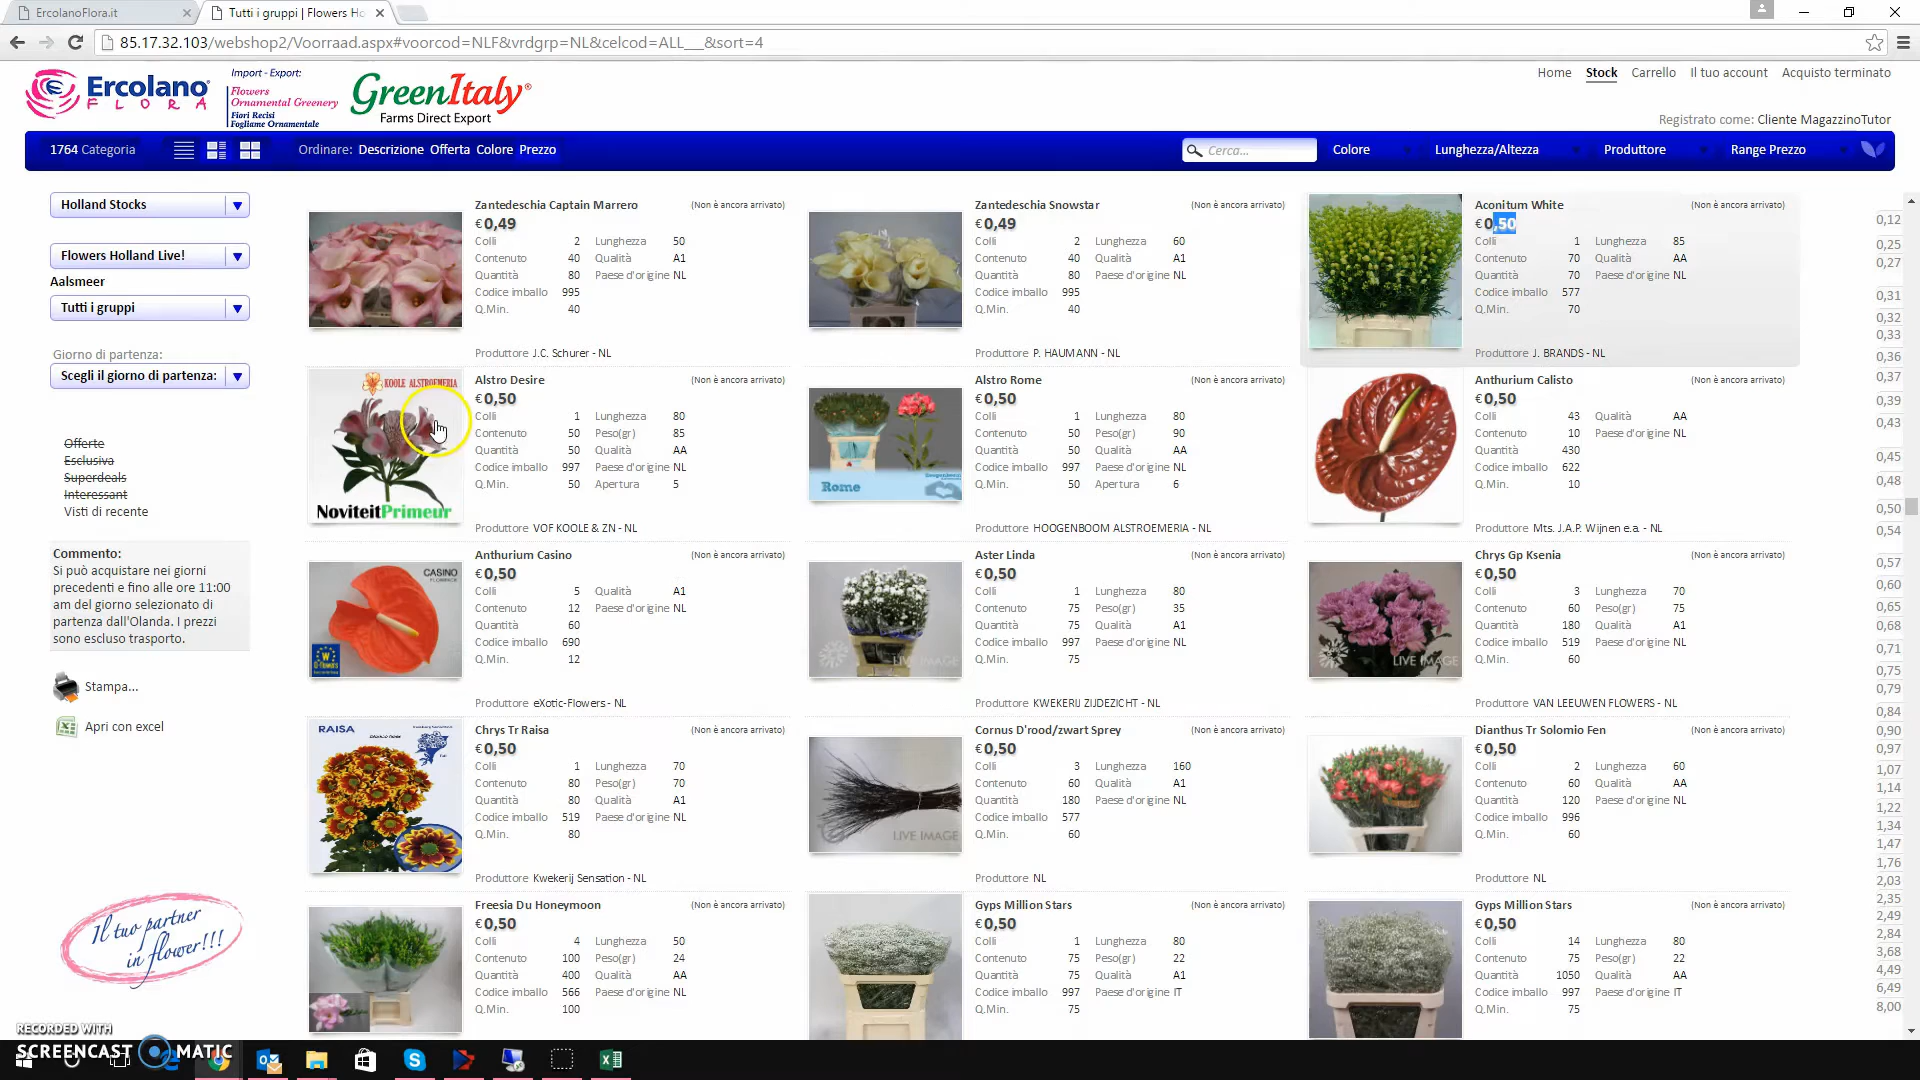 ErcolanoFlora.it
Tutti i gruppi | Flowers Ho
85.17.32.103/webshop2/Voorraad.aspx#voorcod=NLF&vrdgrp=NL&celcod=ALL___&sort=4
Ercolano
FLORA
Import - Export:
Flowers
Ornamental Greenery
Fiori Recisi
Fogliame Ornamentale
GreenItaly®
Farms Direct Export
Home Stock Carrello Il tuo account Acquisto terminato
Registrato come: Cliente MagazzinoTutor
1764 Categoria
Ordinare: Descrizione Offerta Colore Prezzo
Cerca...
Colore
Lunghezza/Altezza
Produttore
Range Prezzo
Holland Stocks
Flowers Holland Live!
Aalsmeer
Tutti i gruppi
Giorno di partenza:
Scegli il giorno di partenza:
Offerte
Esclusiva
Superdeals
Interessant
Visti di recente
Commento:
Si può acquistare nei giorni
precedenti e fino alle ore 11:00
am del giorno selezionato di
partenza dall'Olanda. I prezzi
sono escluso trasporto.
Stampa...
Apri con excel
Il tuo partner
in flower!!!
Zantedeschia Captain Marrero (Non è ancora arrivato)
€ 0,49
Colli 2 Lunghezza 50
Contenuto 40 Qualità A1
Quantità 80 Paese d'origine NL
Codice imballo 995
Q.Min. 40
Produttore J.C. Schurer - NL
Zantedeschia Snowstar (Non è ancora arrivato)
€ 0,49
Colli 2 Lunghezza 60
Contenuto 40 Qualità A1
Quantità 80 Paese d'origine NL
Codice imballo 995
Q.Min. 40
Produttore P. HAUMANN - NL
Aconitum White (Non è ancora arrivato)
€ 0,50
Colli 1 Lunghezza 85
Contenuto 70 Qualità AA
Quantità 70 Paese d'origine NL
Codice imballo 577
Q.Min. 70
Produttore J. BRANDS - NL
KOOLE ALSTROEMERIA
NoviteitPrimeur
Alstro Desire (Non è ancora arrivato)
€ 0,50
Colli 1 Lunghezza 80
Contenuto 50 Peso(gr) 85
Quantità 50 Qualità AA
Codice imballo 997 Paese d'origine NL
Q.Min. 50 Apertura 5
Produttore VOF KOOLE & ZN - NL
Rome
Alstro Rome (Non è ancora arrivato)
€ 0,50
Colli 1 Lunghezza 80
Contenuto 50 Peso(gr) 90
Quantità 50 Qualità AA
Codice imballo 997 Paese d'origine NL
Q.Min. 50 Apertura 6
Produttore HOOGENBOOM ALSTROEMERIA - NL
Anthurium Calisto (Non è ancora arrivato)
€ 0,50
Colli 43 Qualità AA
Contenuto 10 Paese d'origine NL
Quantità 430
Codice imballo 622
Q.Min. 10
Produttore Mts. J.A.P. Wijnen e.a. - NL
CASINO
Anthurium Casino (Non è ancora arrivato)
€ 0,50
Colli 5 Qualità A1
Contenuto 12 Paese d'origine NL
Quantità 60
Codice imballo 690
Q.Min. 12
Produttore eXotic-Flowers - NL
LIVE IMAGE
Aster Linda (Non è ancora arrivato)
€ 0,50
Colli 1 Lunghezza 80
Contenuto 75 Peso(gr) 35
Quantità 75 Qualità A1
Codice imballo 997 Paese d'origine NL
Q.Min. 75
Produttore KWEKERIJ ZIJDEZICHT - NL
LIVE IMAGE
Chrys Gp Ksenia (Non è ancora arrivato)
€ 0,50
Colli 3 Lunghezza 70
Contenuto 60 Peso(gr) 75
Quantità 180 Qualità A1
Codice imballo 519 Paese d'origine NL
Q.Min. 60
Produttore VAN LEEUWEN FLOWERS - NL
RAISA
Chrys Tr Raisa (Non è ancora arrivato)
€ 0,50
Colli 1 Lunghezza 70
Contenuto 80 Peso(gr) 70
Quantità 80 Qualità A1
Codice imballo 519 Paese d'origine NL
Q.Min. 80
Produttore Kwekerij Sensation - NL
LIVE IMAGE
Cornus D'rood/zwart Sprey (Non è ancora arrivato)
€ 0,50
Colli 3 Lunghezza 160
Contenuto 60 Qualità A1
Quantità 180 Paese d'origine NL
Codice imballo 577
Q.Min. 60
Produttore NL
Dianthus Tr Solomio Fen (Non è ancora arrivato)
€ 0,50
Colli 2 Lunghezza 60
Contenuto 60 Qualità AA
Quantità 120 Paese d'origine NL
Codice imballo 996
Q.Min. 60
Produttore NL
Freesia Du Honeymoon (Non è ancora arrivato)
€ 0,50
Colli 4 Lunghezza 50
Contenuto 100 Peso(gr) 24
Quantità 400 Qualità AA
Codice imballo 566 Paese d'origine NL
Q.Min. 100
Gyps Million Stars (Non è ancora arrivato)
€ 0,50
Colli 1 Lunghezza 80
Contenuto 75 Peso(gr) 22
Quantità 75 Qualità A1
Codice imballo 997 Paese d'origine IT
Q.Min. 75
Gyps Million Stars (Non è ancora arrivato)
€ 0,50
Colli 14 Lunghezza 80
Contenuto 75 Peso(gr) 22
Quantità 1050 Qualità AA
Codice imballo 997 Paese d'origine IT
Q.Min. 75
0,12
0,25
0,27
0,31
0,32
0,33
0,36
0,37
0,39
0,43
0,45
0,48
0,50
0,54
0,57
0,60
0,65
0,68
0,71
0,75
0,79
0,84
0,90
0,97
1,07
1,14
1,22
1,34
1,47
1,76
2,03
2,35
2,49
2,84
3,68
4,49
6,49
8,00
RECORDED WITH
SCREENCAST MATIC